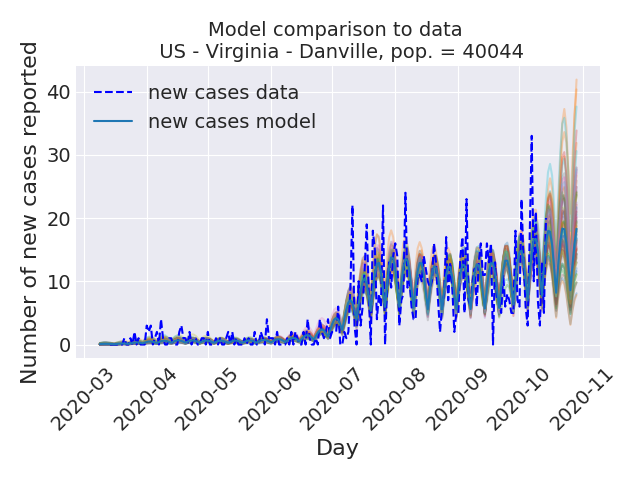 Model comparison to data
US - Virginia - Danville, pop. = 40044
new cases data
new cases model
Number of new cases reported
40
30
20
10
0
2020-03
2020-04
2020-05
2020-06
2020-07
2020-08
2020-09
2020-10
2020-11
Day